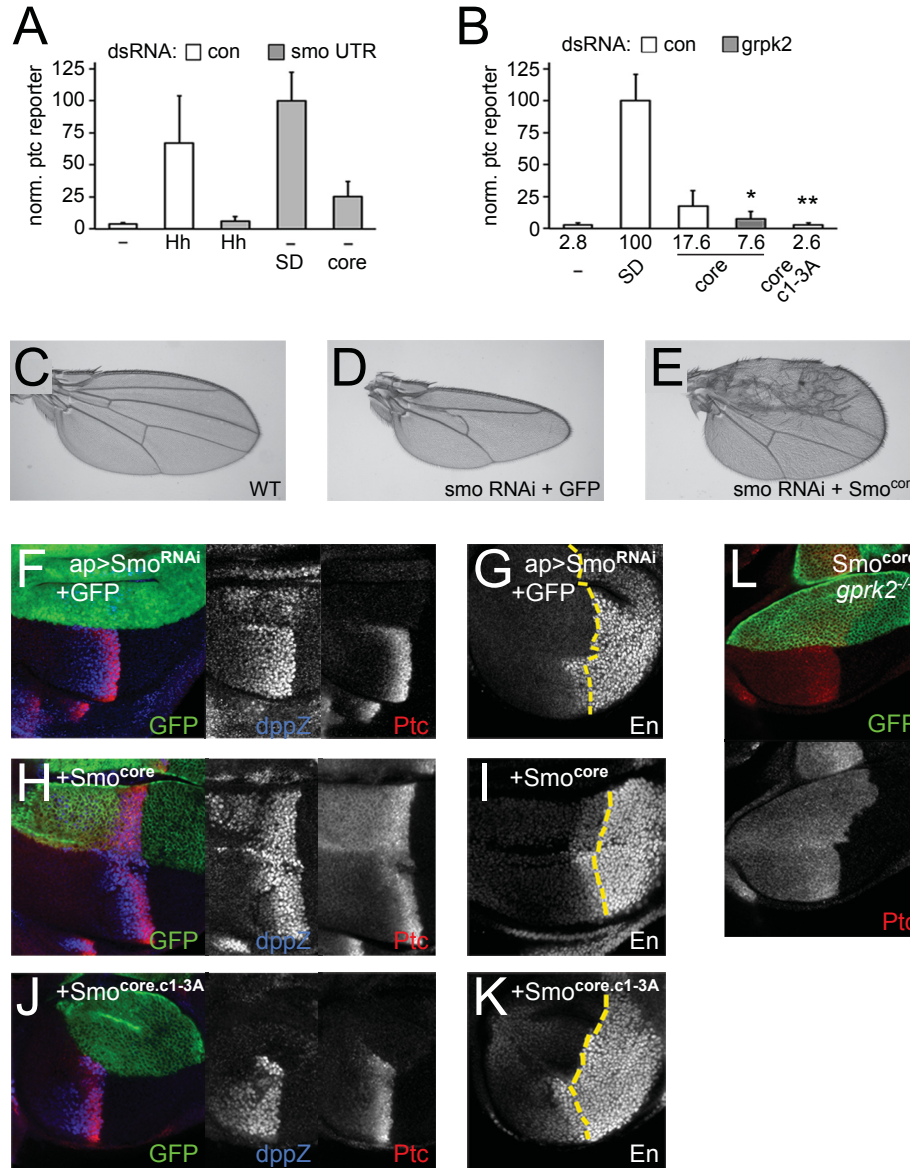 A
dsRNA: con smo UTR
norm. ptc reporter
125
100
75
50
25
0
– Hh Hh – –
SD core
B
dsRNA: con grpk2
norm. ptc reporter
125
100
75
50
25
0
* **
2.8 100 17.6 7.6 2.6
– SD core core c1-3A
C
WT
D
smo RNAi + GFP
E
smo RNAi + Smo^cor
F
ap>Smo^RNAi
+GFP
GFP
dppZ
Ptc
G
ap>Smo^RNAi
+GFP
En
H
+Smo^core
GFP
dppZ
Ptc
I
+Smo^core
En
J
+Smo^core.c1-3A
GFP
dppZ
Ptc
K
+Smo^core.c1-3A
En
L
Smo^core
gprk2-/-
GFP
Ptc